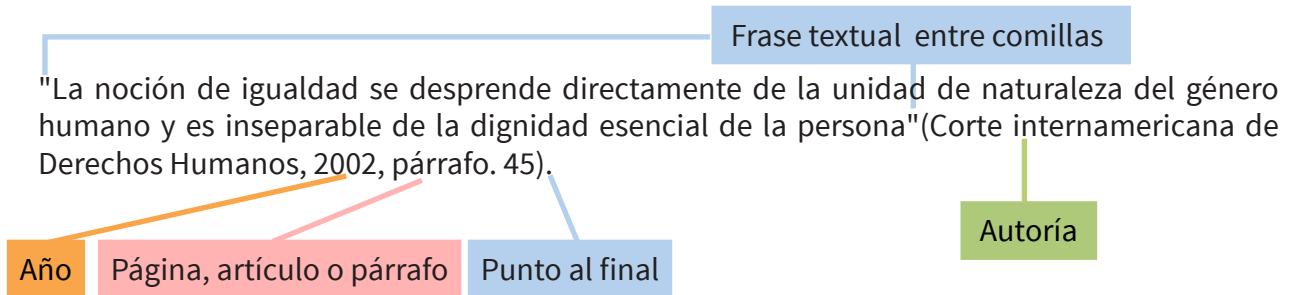 Frase textual entre comillas
"La noción de igualdad se desprende directamente de la unidad de naturaleza del género
humano y es inseparable de la dignidad esencial de la persona"(Corte internamericana de
Derechos Humanos, 2002, párrafo. 45).
Autoría
Año
Página, artículo o párrafo
Punto al final